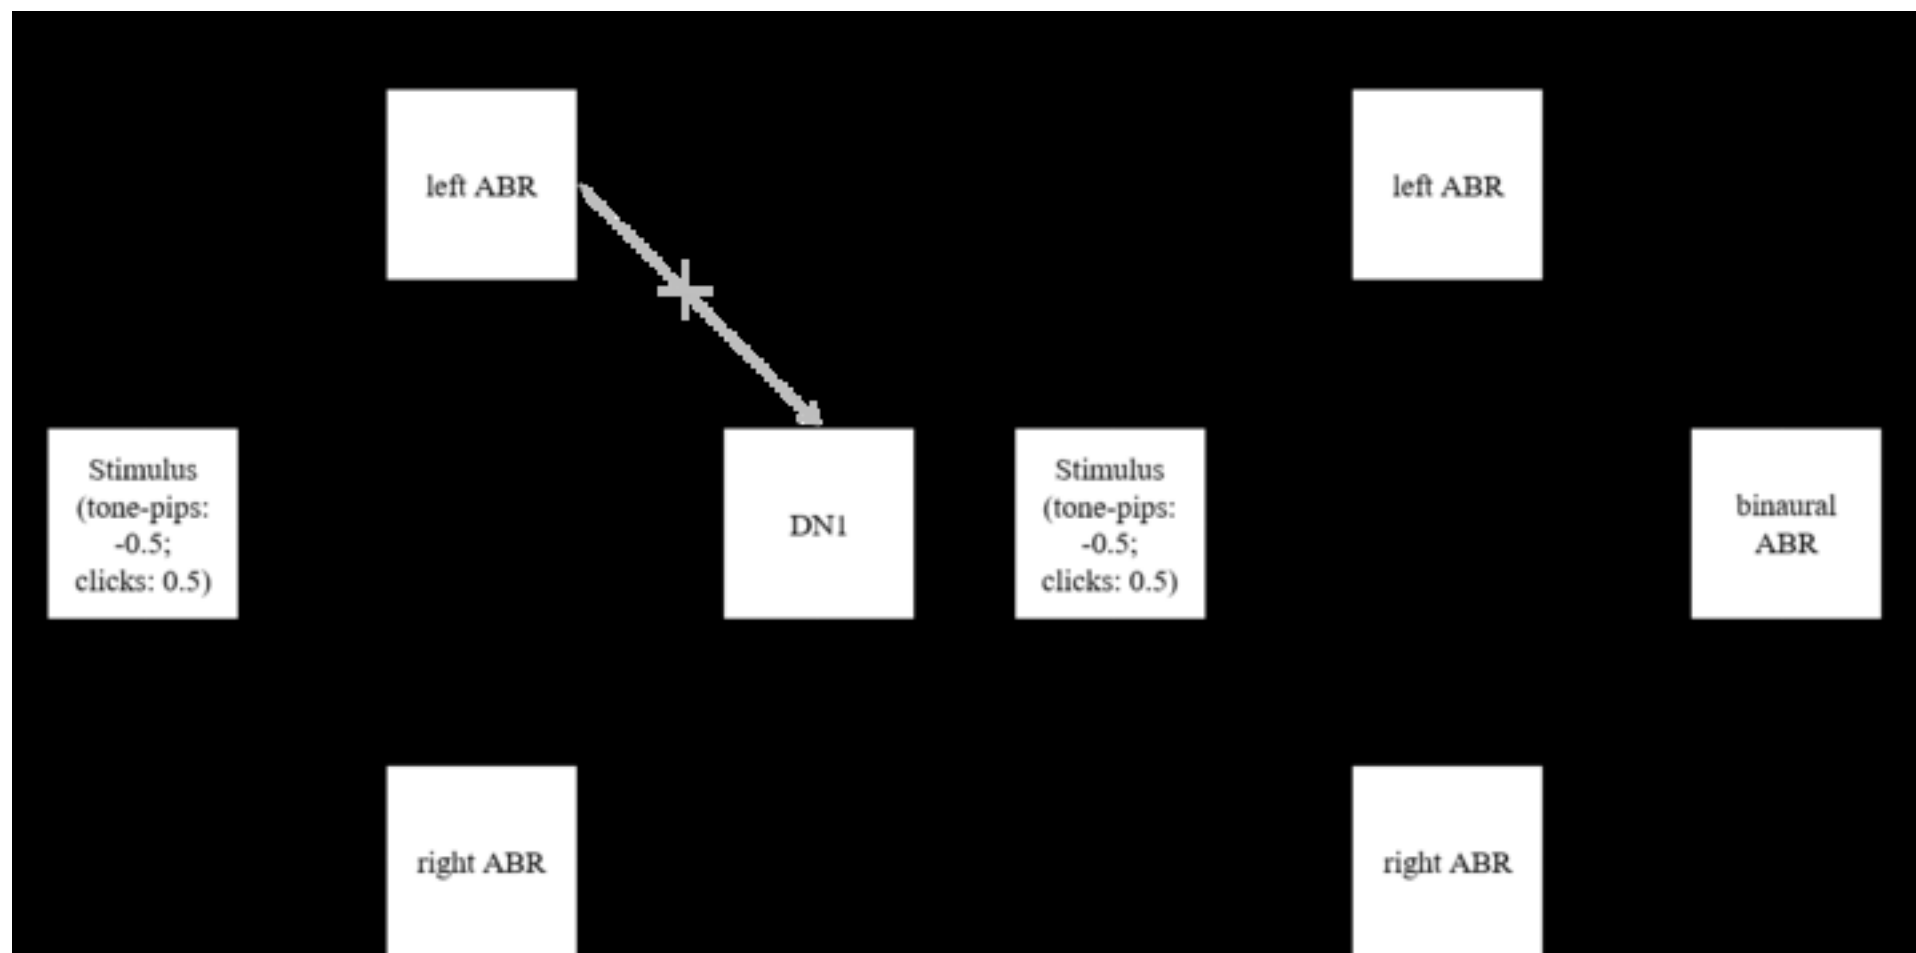 left ABR
left ABR
Stimulus
(tone-pips:
-0.5;
clicks: 0.5)
DN1
Stimulus
(tone-pips:
-0.5;
clicks: 0.5)
binaural
ABR
right ABR
right ABR